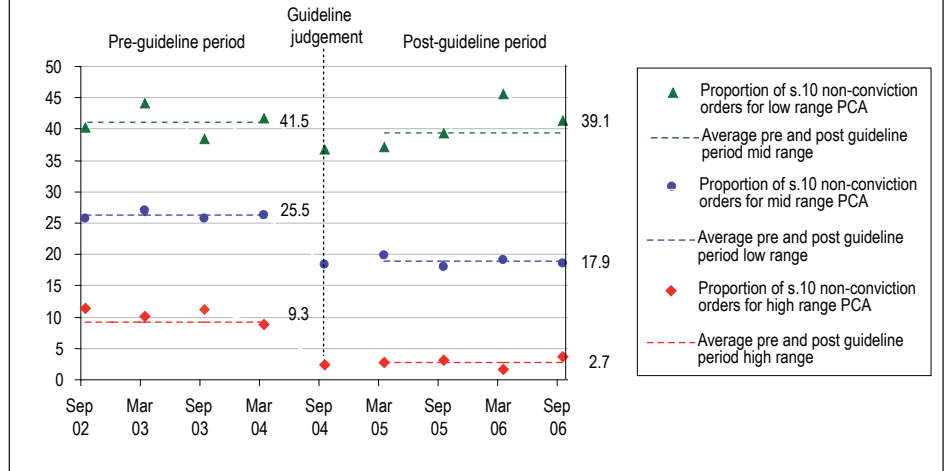 Guideline
judgement
Pre-guideline period
Post-guideline period
50
45
40
35
30
25
20
15
10
5
0
41.5
39.1
25.5
17.9
9.3
2.7
Sep
02
Mar
03
Sep
03
Mar
04
Sep
04
Mar
05
Sep
05
Mar
06
Sep
06
Proportion of s.10 non-conviction
orders for low range PCA
Average pre and post guideline
period mid range
Proportion of s.10 non-conviction
orders for mid range PCA
Average pre and post guideline
period low range
Proportion of s.10 non-conviction
orders for high range PCA
Average pre and post guideline
period high range